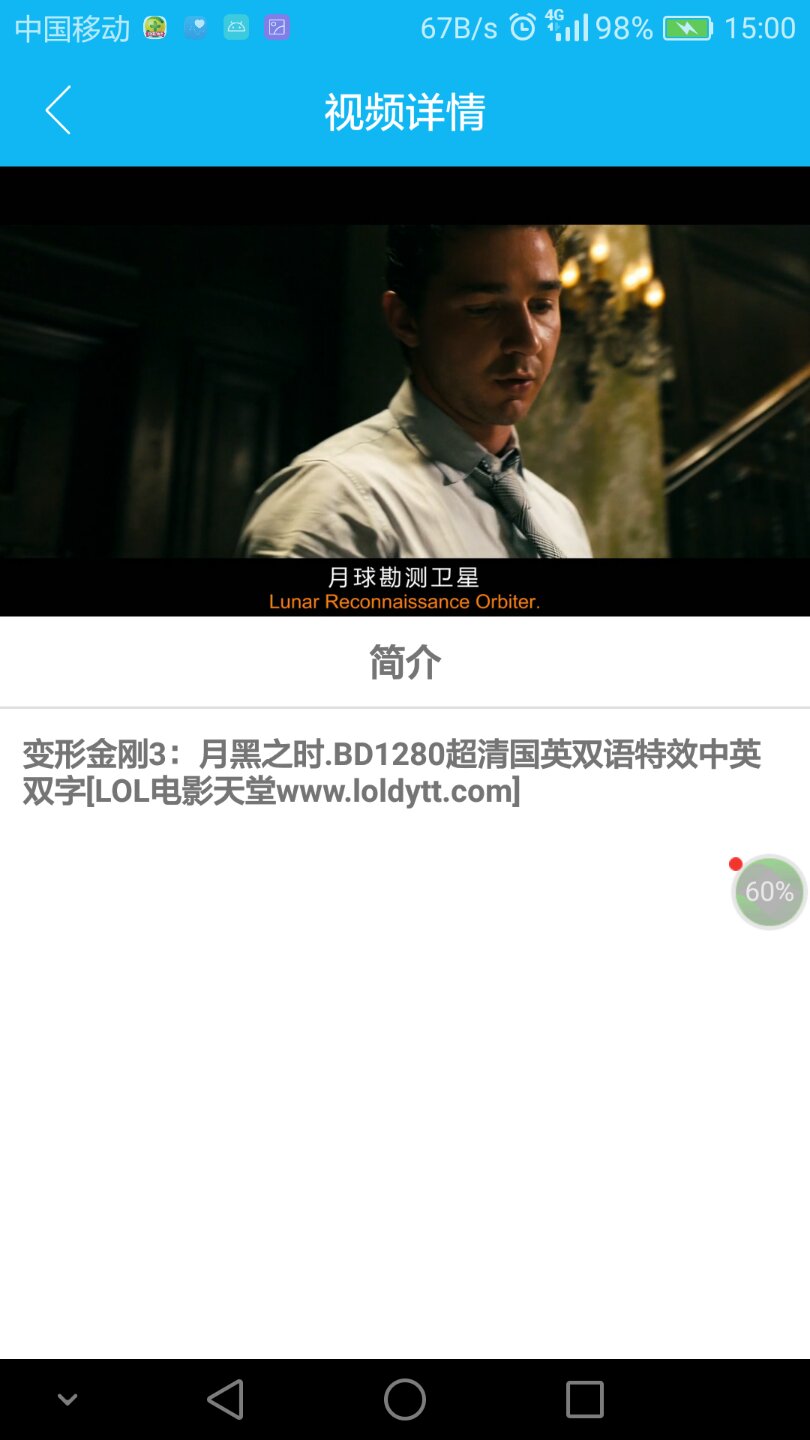 中国移动 67B/s 4G 98% 15:00
视频详情
月球勘测卫星
Lunar Reconnaissance Orbiter.
简介
变形金刚3：月黑之时.BD1280超清国英双语特效中英
双字[LOL电影天堂www.loldytt.com]
60%